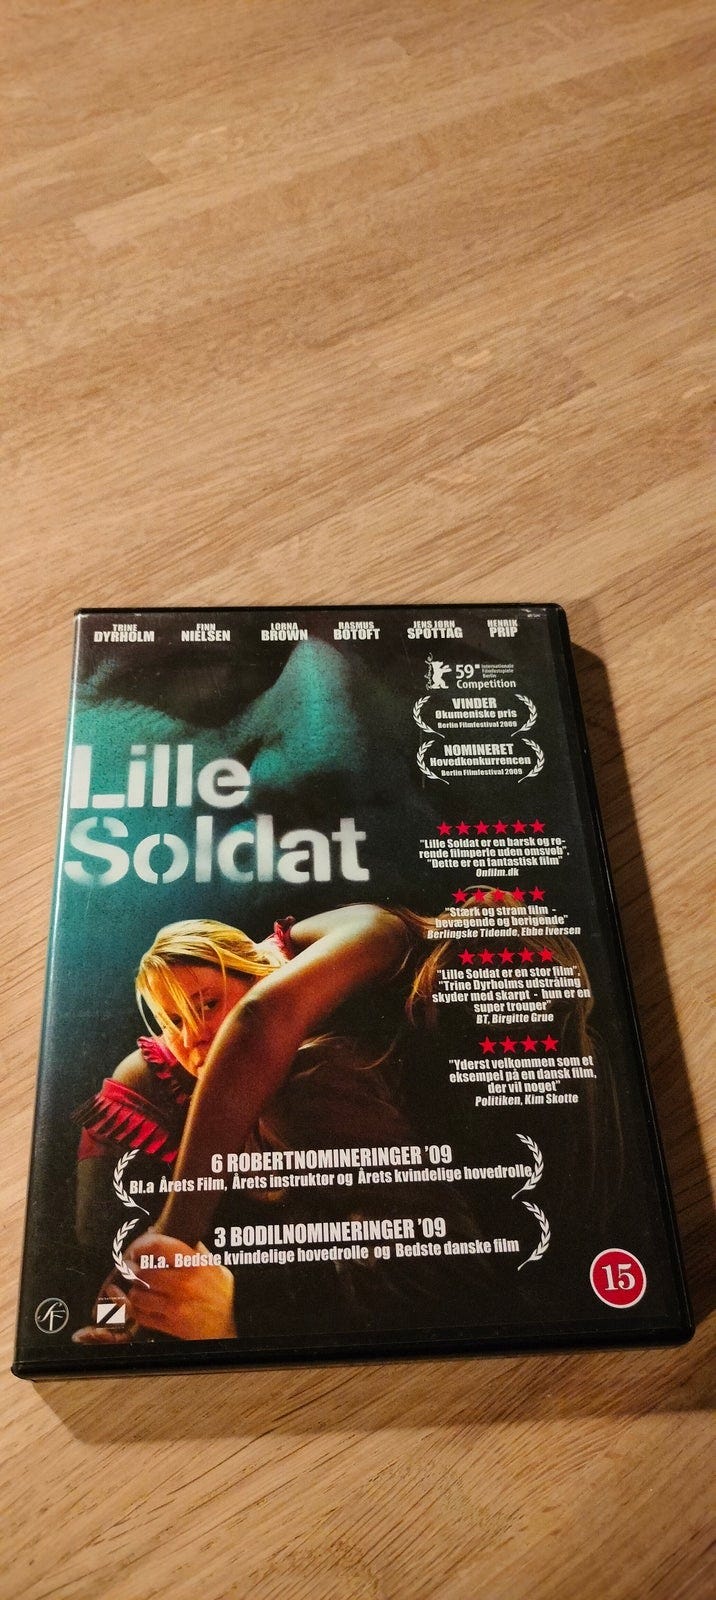 TRINE DYRHOLM
FINN NIELSEN
LORNA BROWN
RASMUS BOTOFT
JENS JØRN SPOTTAG
HENRIK PRIP
59 Internationale
Filmfestspiele
Berlin
Competition
VINDER
Økumeniske pris
Berlin Filmfestival 2009
NOMINERET
Hovedkonkurrencen
Berlin Filmfestival 2009
Lille
Soldat
"Lille Soldat er en barsk og rø-
rende filmperle uden omsvøb".
"Dette er en fantastisk film"
Onfilm.dk
"Stærk og stram film -
bevægende og berigende"
Berlingske Tidende, Ebbe Iversen
"Lille Soldat er en stor film",
"Trine Dyrholms udstråling
skyder med skarpt - hun er en
super trouper"
BT, Birgitte Grue
"Yderst velkommen som et
eksempel på en dansk film,
der vil noget"
Politiken, Kim Skotte
6 ROBERTNOMINERINGER '09
Bl.a Årets Film, Årets instruktør og Årets kvindelige hovedrolle
3 BODILNOMINERINGER '09
Bl.a. Bedste kvindelige hovedrolle og Bedste danske film
SF
Z
15